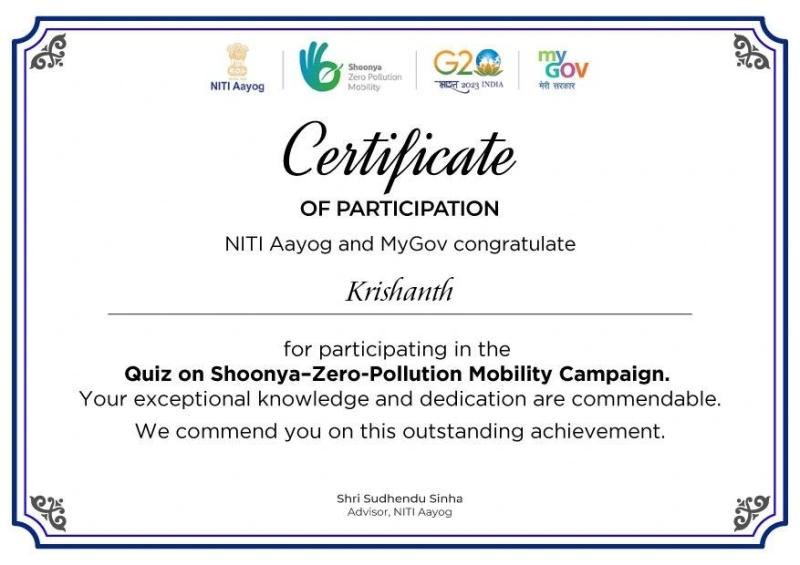 NITI Aayog
Shoonya
Zero Pollution
Mobility
G20
भारत 2023 INDIA
my
GOV
मेरी सरकार
Certificate
OF PARTICIPATION
NITI Aayog and MyGov congratulate
Krishanth
for participating in the
Quiz on Shoonya–Zero-Pollution Mobility Campaign.
Your exceptional knowledge and dedication are commendable.
We commend you on this outstanding achievement.
Shri Sudhendu Sinha
Advisor, NITI Aayog